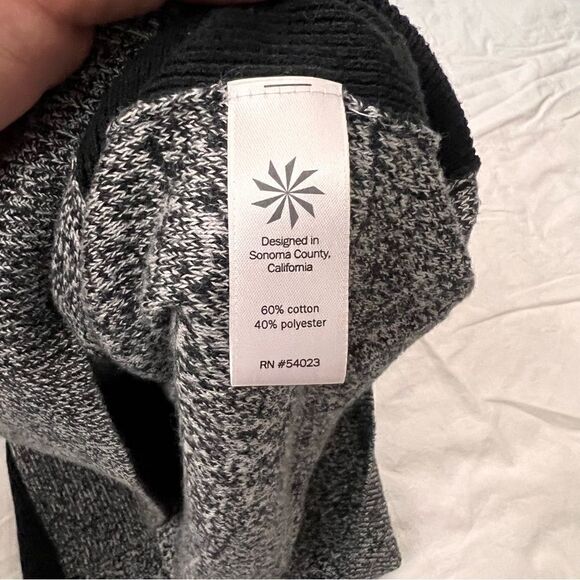 Designed in
Sonoma County,
California
60% cotton
40% polyester
RN #54023